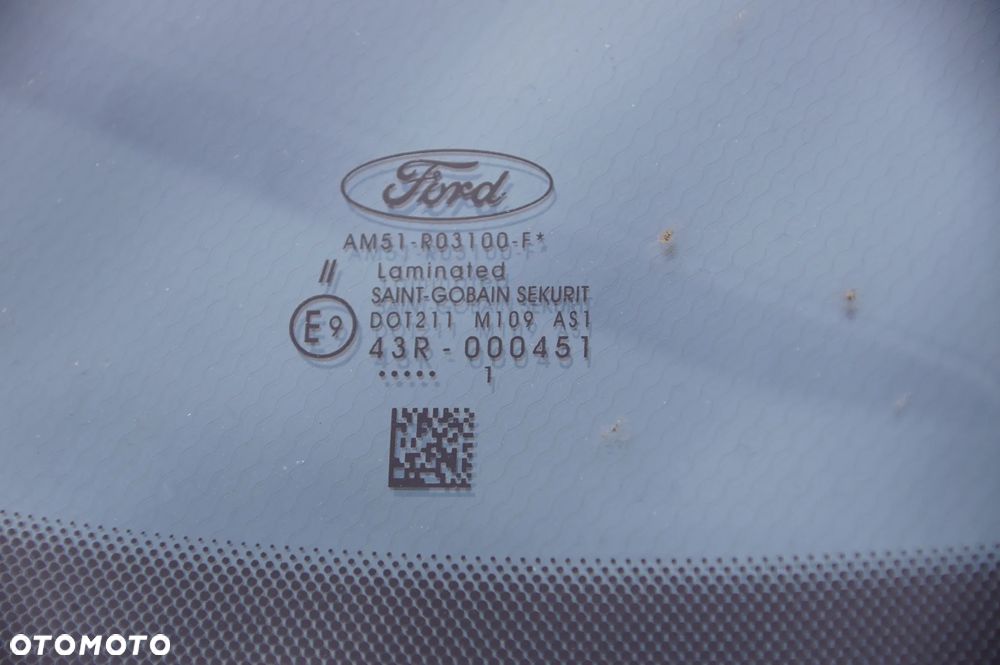 Ford
AM51-R03100-F*
//
Laminated
SAINT-GOBAIN SEKURIT
E9
DOT211 M109 AS1
43R - 000451
..... 1
OTOMOTO